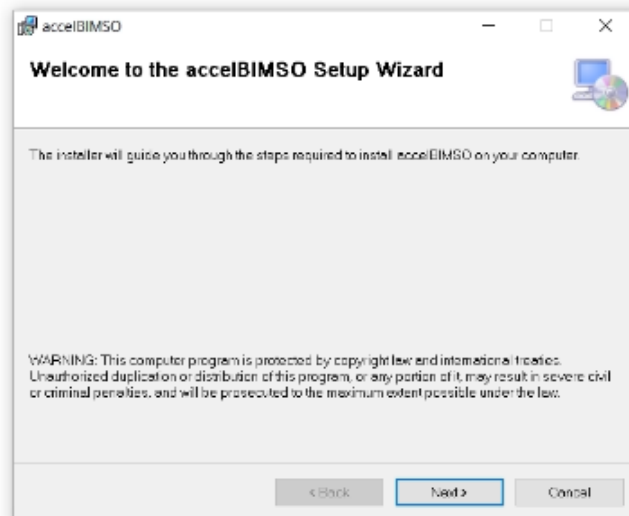 accelBIMSO
Welcome to the accelBIMSO Setup Wizard
The installer will guide you through the steps required to install accelBIMSO on your computer.
WARNING: This computer program is protected by copyright law and international treaties.
Unauthorized duplication or distribution of this program, or any portion of it, may result in severe civil
or criminal penalties, and will be prosecuted to the maximum extent possible under the law.
< Back
Next >
Cancel